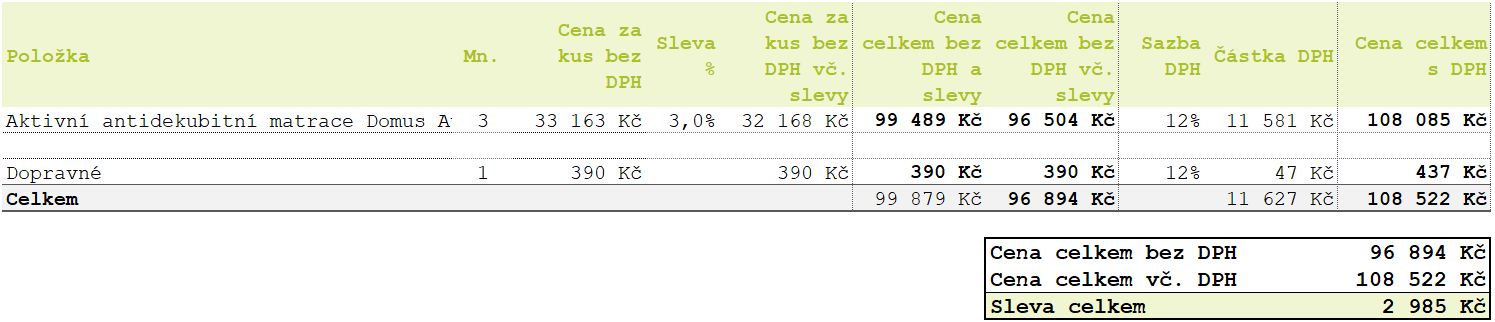 Položka Mn. Cena za kus bez DPH Sleva % Cena za kus bez DPH vč. slevy Cena celkem bez DPH a slevy Cena celkem bez DPH vč. slevy Sazba DPH Částka DPH Cena celkem s DPH
Aktivní antidekubitní matrace Domus 3 33 163 Kč 3,0% 32 168 Kč 99 489 Kč 96 504 Kč 12% 11 581 Kč 108 085 Kč
Dopravné 1 390 Kč 390 Kč 390 Kč 390 Kč 12% 47 Kč 437 Kč
Celkem 99 879 Kč 96 894 Kč 11 627 Kč 108 522 Kč
Cena celkem bez DPH 96 894 Kč
Cena celkem vč. DPH 108 522 Kč
Sleva celkem 2 985 Kč